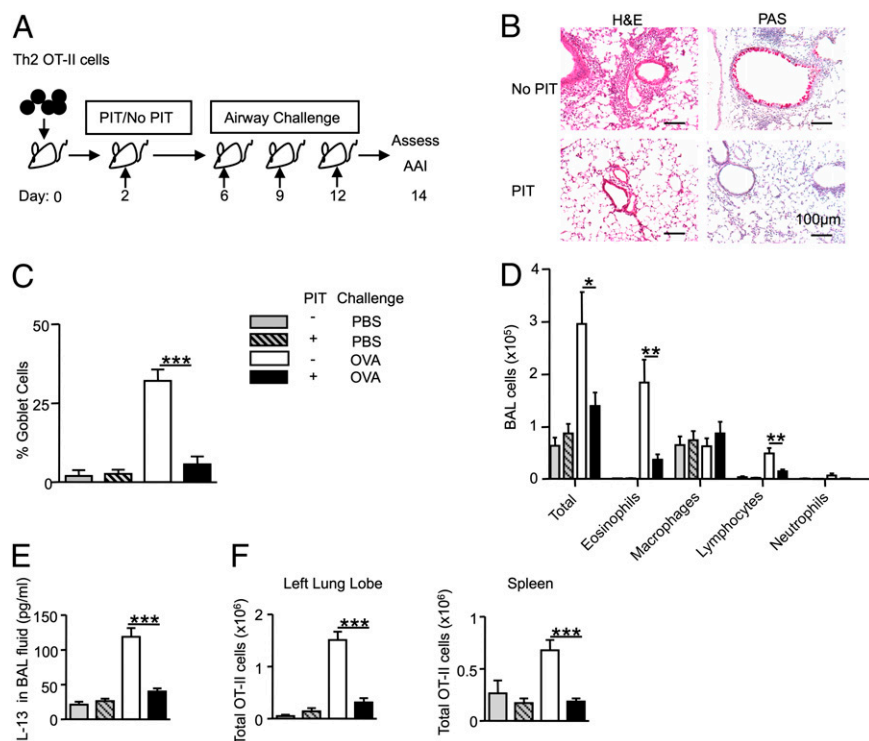 A
Th2 OT-II cells
PIT/No PIT
Airway Challenge
Assess
AAI
Day: 0
2
6
9
12
14
B
H&E
PAS
No PIT
PIT
100µm
C
% Goblet Cells
50
25
0
***
PIT Challenge
- PBS
+ PBS
- OVA
+ OVA
D
BAL cells (x10⁵)
4
3
2
1
0
*
**
**
Total
Eosinophils
Macrophages
Lymphocytes
Neutrophils
E
L-13 in BAL fluid (pg/ml)
150
100
50
0
***
F
Left Lung Lobe
Total OT-II cells (x10⁶)
2
1
0
***
Spleen
Total OT-II cells (x10⁶)
1
0.5
0
***